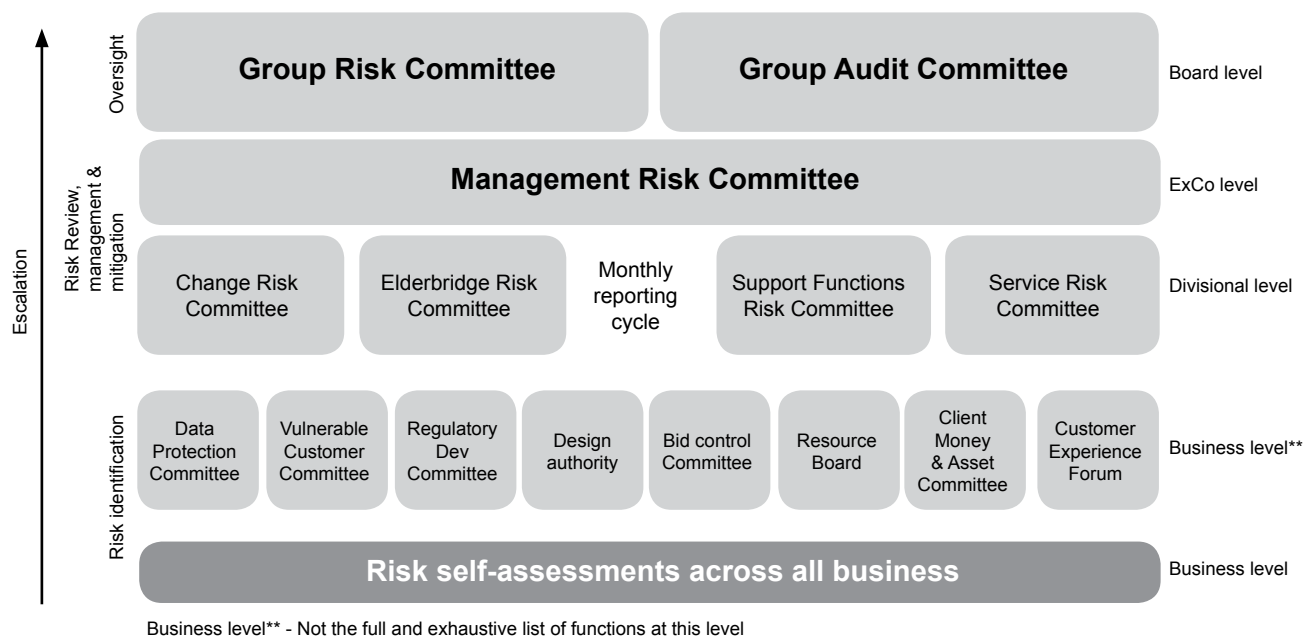 Escalation
Oversight
Group Risk Committee
Group Audit Committee
Board level
Risk Review,
management &
mitigation
Management Risk Committee
ExCo level
Change Risk
Committee
Elderbridge Risk
Committee
Monthly
reporting
cycle
Support Functions
Risk Committee
Service Risk
Committee
Divisional level
Risk identification
Data
Protection
Committee
Vulnerable
Customer
Committee
Regulatory
Dev
Committee
Design
authority
Bid control
Committee
Resource
Board
Client
Money
& Asset
Committee
Customer
Experience
Forum
Business level**
Risk self-assessments across all business
Business level
Business level** - Not the full and exhaustive list of functions at this level